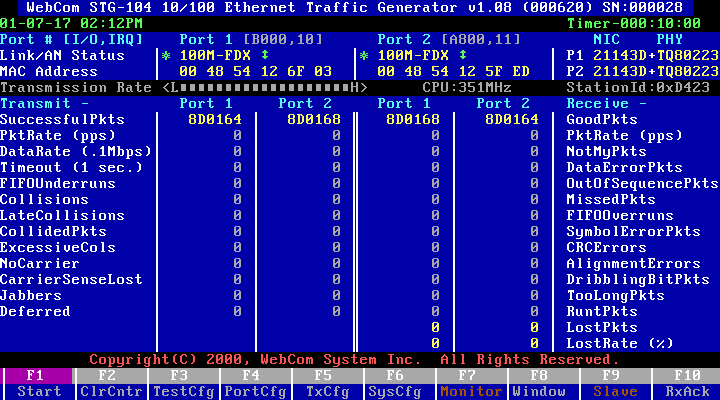 WebCom STG-104 10/100 Ethernet Traffic Generator v1.08 (000620) SN:000028
01-07-17 02:12PM Timer-000:10:00
Port # [I/O,IRQ] Port 1 [B000,10] Port 2 [A800,11] NIC PHY
Link/AN Status * 100M-FDX ↕ * 100M-FDX ↕ P1 21143D+TQ80223
MAC Address 00 48 54 12 6F 03 00 48 54 12 5F ED P2 21143D+TQ80223
Transmission Rate <L■■■■■■■■■■■■■■■■■■■■H> CPU:351MHz StationId:0xD423
Transmit - Port 1 Port 2 Port 1 Port 2 Receive -
SuccessfulPkts 8D0164 8D0168 8D0168 8D0164 GoodPkts
PktRate (pps) 0 0 0 0 PktRate (pps)
DataRate (.1Mbps) 0 0 0 0 NotMyPkts
Timeout (1 sec.) 0 0 0 0 DataErrorPkts
FIFOUnderruns 0 0 0 0 OutOfSequencePkts
Collisions 0 0 0 0 MissedPkts
LateCollisions 0 0 0 0 FIFOOverruns
CollidedPkts 0 0 0 0 SymbolErrorPkts
ExcessiveCols 0 0 0 0 CRCErrors
NoCarrier 0 0 0 0 AlignmentErrors
CarrierSenseLost 0 0 0 0 DribblingBitPkts
Jabbers 0 0 0 0 TooLongPkts
Deferred 0 0 0 0 RuntPkts
0 0 LostPkts
0 0 LostRate (%)
Copyright(C) 2000, WebCom System Inc. All Rights Reserved.
F1 F2 F3 F4 F5 F6 F7 F8 F9 F10
Start ClrCntr TestCfg PortCfg TxCfg SysCfg Monitor Window Slave RxAck